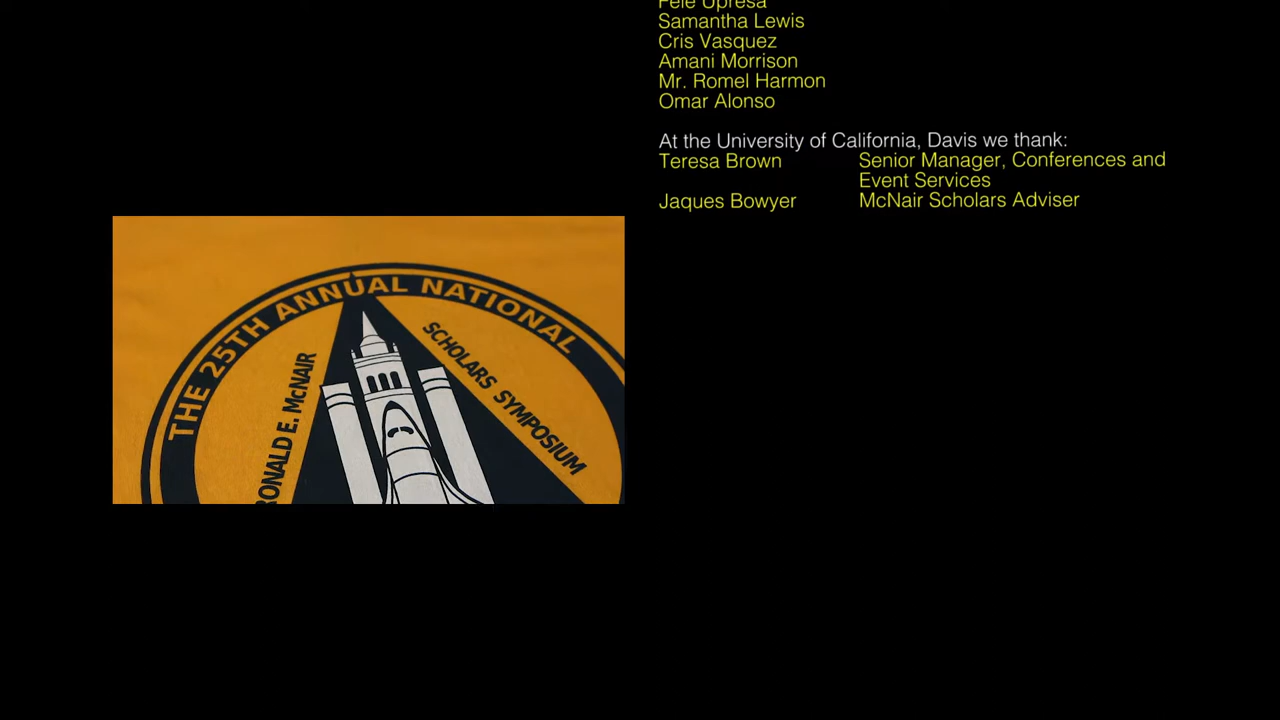 Fele Upresa
Samantha Lewis
Cris Vasquez
Amani Morrison
Mr. Romel Harmon
Omar Alonso
At the University of California, Davis we thank:
Teresa Brown Senior Manager, Conferences and
Event Services
Jaques Bowyer McNair Scholars Adviser
THE 25TH ANNUAL NATIONAL
RONALD E. McNAIR
SCHOLARS SYMPOSIUM